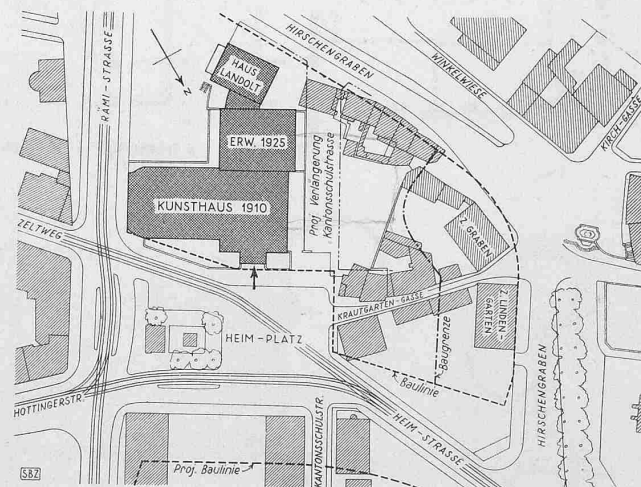 RÄMI-STRASSE
HIRSCHENGRABEN
WINKELWIESE
KIRCH-GASSE
N
HAUS
LANDOLT
ERW. 1925
KUNSTHAUS 1910
Proj. Verlängerung
Kantonsschulstrasse
ZELTWEG
Z. GRABEN
Z. LINDEN-
GARTEN
KRAUTGARTEN-GASSE
HEIM-PLATZ
Baulinie
Baugrenze
HIRSCHENGRABEN
HOTTINGERSTR.
KANTONSSCHULSTR.
HEIM-STRASSE
Proj. Baulinie
SBZ